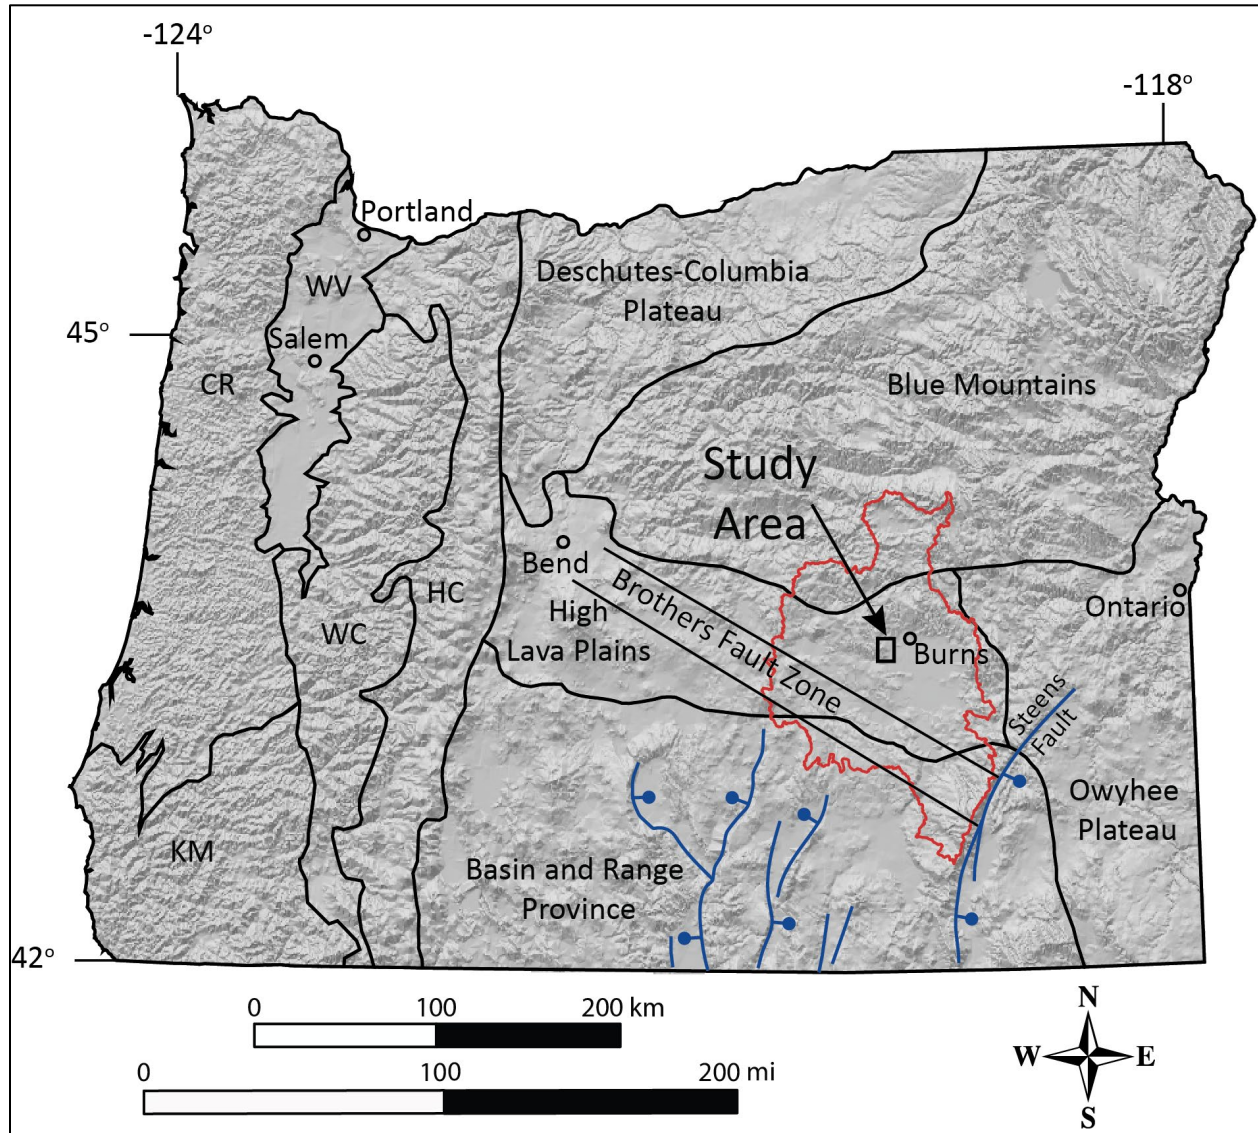 -124°
-118°
Portland
Deschutes-Columbia
Plateau
WV
45°
Salem
CR
Blue Mountains
Study
Area
Bend
Brothers Fault Zone
HC
High
Lava Plains
Ontario
WC
Burns
Steens
Fault
Owyhee
Plateau
KM
Basin and Range
Province
42°
0 100 200 km
0 100 200 mi
N
W E
S